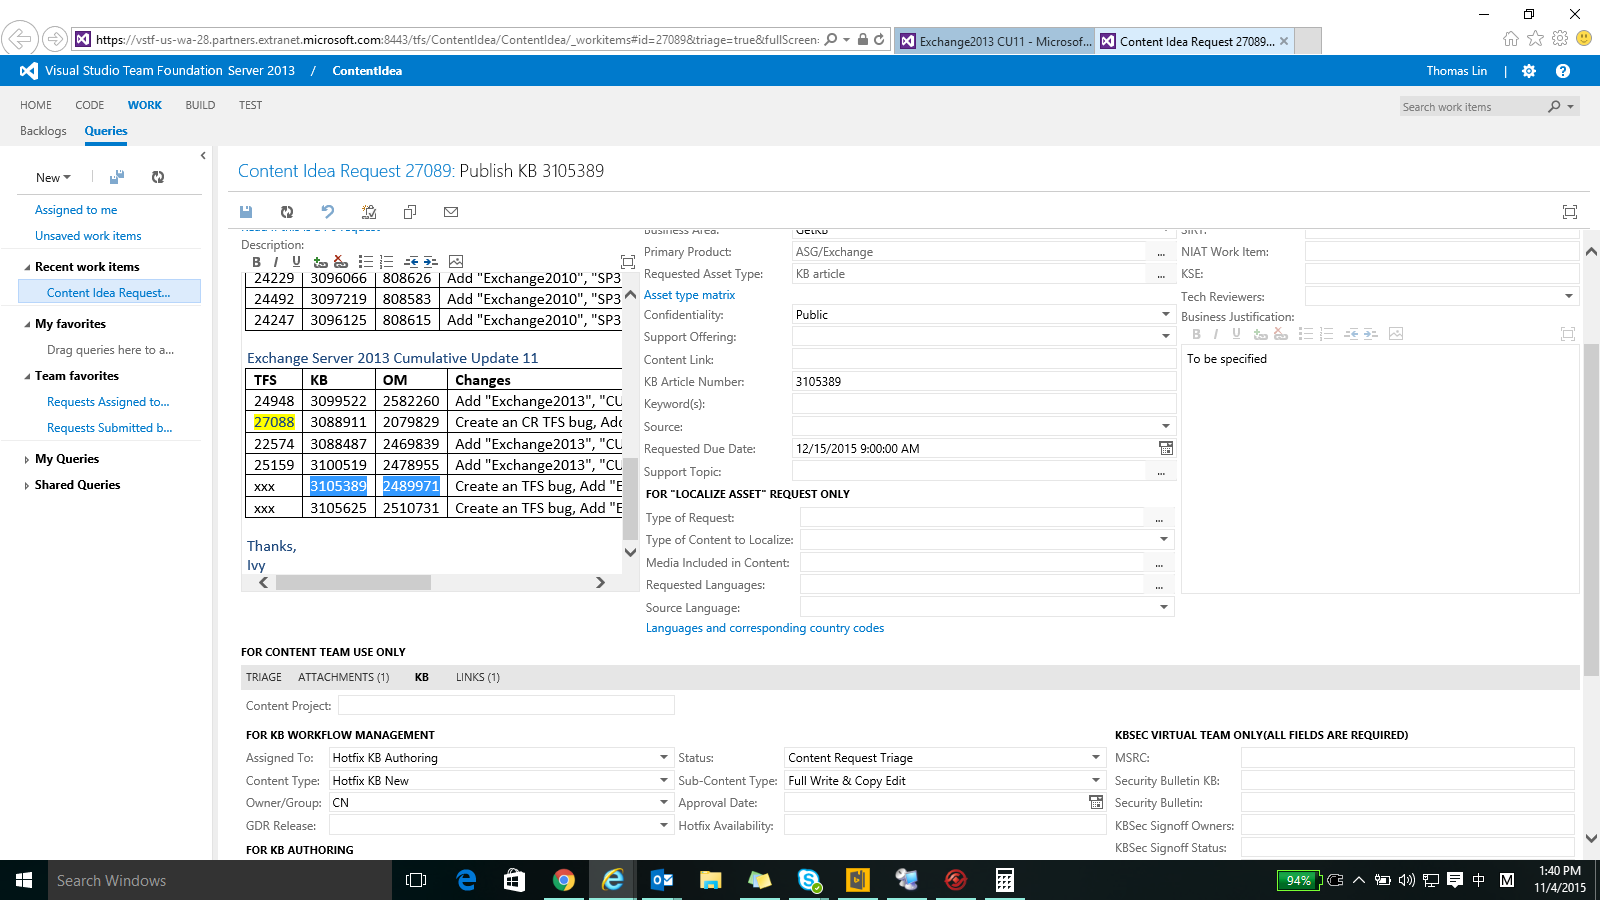 https://vstf-us-wa-28.partners.extranet.microsoft.com:8443/tfs/ContentIdea/ContentIdea/_workitems#id=27089&triage=true&fullScreen:
Exchange2013 CU11 - Microsof...
Content Idea Request 27089...
Visual Studio Team Foundation Server 2013 / ContentIdea
Thomas Lin
HOME CODE WORK BUILD TEST
Search work items
Backlogs Queries
New
Assigned to me
Unsaved work items
Recent work items
Content Idea Request...
My favorites
Drag queries here to a...
Team favorites
Requests Assigned to...
Requests Submitted b...
My Queries
Shared Queries
Content Idea Request 27089: Publish KB 3105389
Description:
B I U
24229 3096066 808626 Add "Exchange2010", "SP3
24492 3097219 808583 Add "Exchange2010", "SP3
24247 3096125 808615 Add "Exchange2010", "SP3
Exchange Server 2013 Cumulative Update 11
TFS KB OM Changes
24948 3099522 2582260 Add "Exchange2013", "CU
27088 3088911 2079829 Create an CR TFS bug, Adc
22574 3088487 2469839 Add "Exchange2013", "CU
25159 3100519 2478955 Add "Exchange2013", "CU
xxx 3105389 2489971 Create an TFS bug, Add "E
xxx 3105625 2510731 Create an TFS bug, Add "E
Thanks,
Ivy
Business Area: GetKB
Primary Product: ASG/Exchange ...
Requested Asset Type: KB article ...
Asset type matrix
Confidentiality: Public
Support Offering:
Content Link:
KB Article Number: 3105389
Keyword(s):
Source:
Requested Due Date: 12/15/2015 9:00:00 AM
Support Topic: ...
FOR "LOCALIZE ASSET" REQUEST ONLY
Type of Request: ...
Type of Content to Localize:
Media Included in Content: ...
Requested Languages: ...
Source Language:
Languages and corresponding country codes
SIRT:
NIAT Work Item:
KSE:
Tech Reviewers:
Business Justification:
B I U
To be specified
FOR CONTENT TEAM USE ONLY
TRIAGE ATTACHMENTS (1) KB LINKS (1)
Content Project:
FOR KB WORKFLOW MANAGEMENT
Assigned To: Hotfix KB Authoring
Content Type: Hotfix KB New
Owner/Group: CN
GDR Release:
FOR KB AUTHORING
Status: Content Request Triage
Sub-Content Type: Full Write & Copy Edit
Approval Date:
Hotfix Availability:
KBSEC VIRTUAL TEAM ONLY(ALL FIELDS ARE REQUIRED)
MSRC:
Security Bulletin KB:
Security Bulletin:
KBSec Signoff Owners:
KBSec Signoff Status:
Search Windows
94%
中 M
1:40 PM
11/4/2015